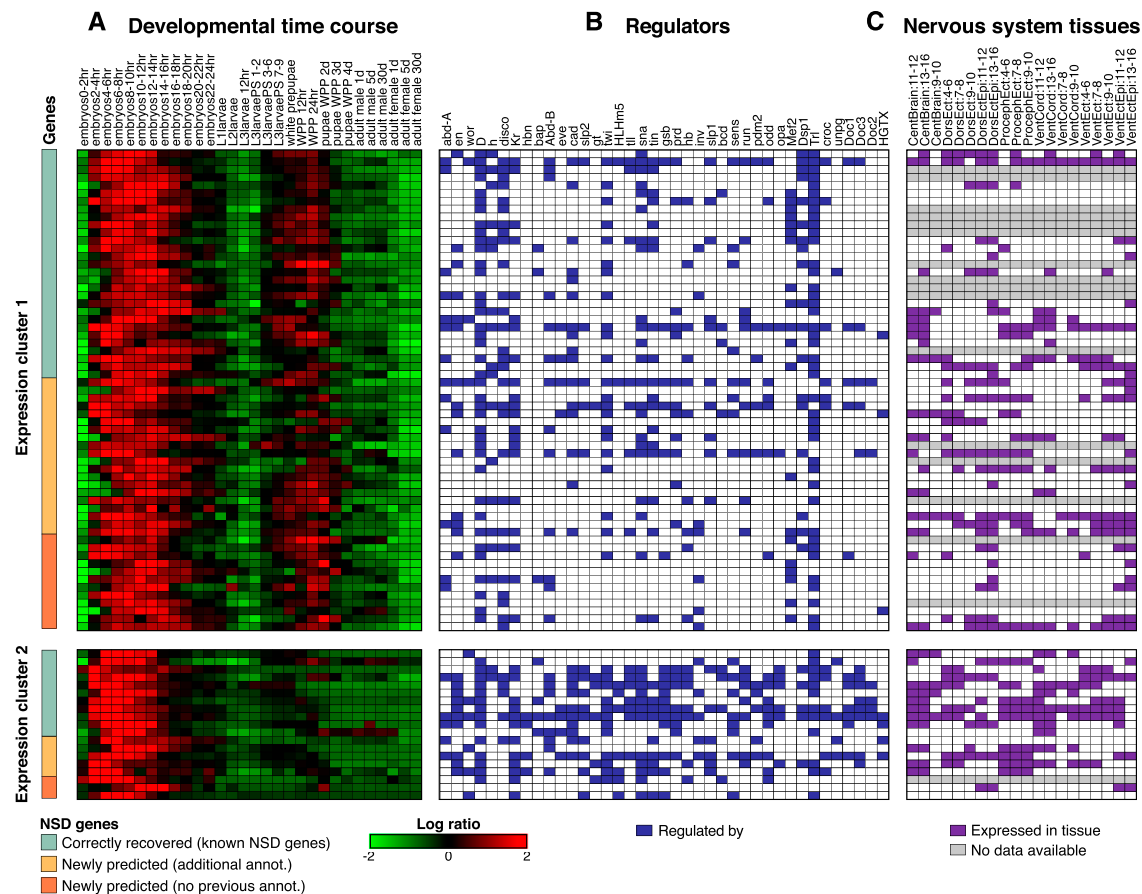 A Developmental time course
B Regulators
C Nervous system tissues
Genes
embryos0-2hr
embryos2-4hr
embryos4-6hr
embryos6-8hr
embryos8-10hr
embryos10-12hr
embryos12-14hr
embryos14-16hr
embryos16-18hr
embryos18-20hr
embryos20-22hr
embryos22-24hr
L1larvae
L2larvae
L3larvae 12hr
L3larvaePS 1-2
L3larvaePS 3-6
L3larvaePS 7-9
white prepupae
WPP 12hr
WPP 24hr
pupae WPP 2d
pupae WPP 3d
pupae WPP 4d
adult male 1d
adult male 5d
adult male 30d
adult female 1d
adult female 5d
adult female 30d
abd-A
en
wor
D
h
disco
Kr
hbn
bap
Abd-B
eve
cad
slp2
gt
twi
HLHm5
tll
sna
tin
gsb
prd
hb
inv
slp1
bcd
sens
run
odd
opa
Mef2
Dsp1
Trl
croc
unpg
Doc1
Doc3
Doc2
HGTX
CentBrain:11-12
CentBrain:13-16
CentBrain:9-10
DorsEct:4-6
DorsEct:7-8
DorsEct:9-10
DorsEctEpi:11-12
DorsEctEpi:13-16
ProcephEct:4-6
ProcephEct:7-8
ProcephEct:9-10
VentCord:11-12
VentCord:13-16
VentCord:7-8
VentCord:9-10
VentEct:4-6
VentEct:7-8
VentEct:9-10
VentEctEpi:11-12
VentEctEpi:13-16
Expression cluster 1
Expression cluster 2
NSD genes
Correctly recovered (known NSD genes)
Newly predicted (additional annot.)
Newly predicted (no previous annot.)
Log ratio
-2 0 2
Regulated by
Expressed in tissue
No data available